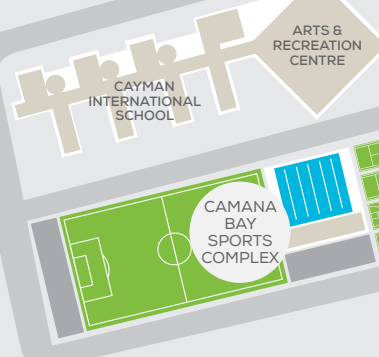 ARTS &
RECREATION
CENTRE
CAYMAN
INTERNATIONAL
SCHOOL
CAMANA
BAY
SPORTS
COMPLEX